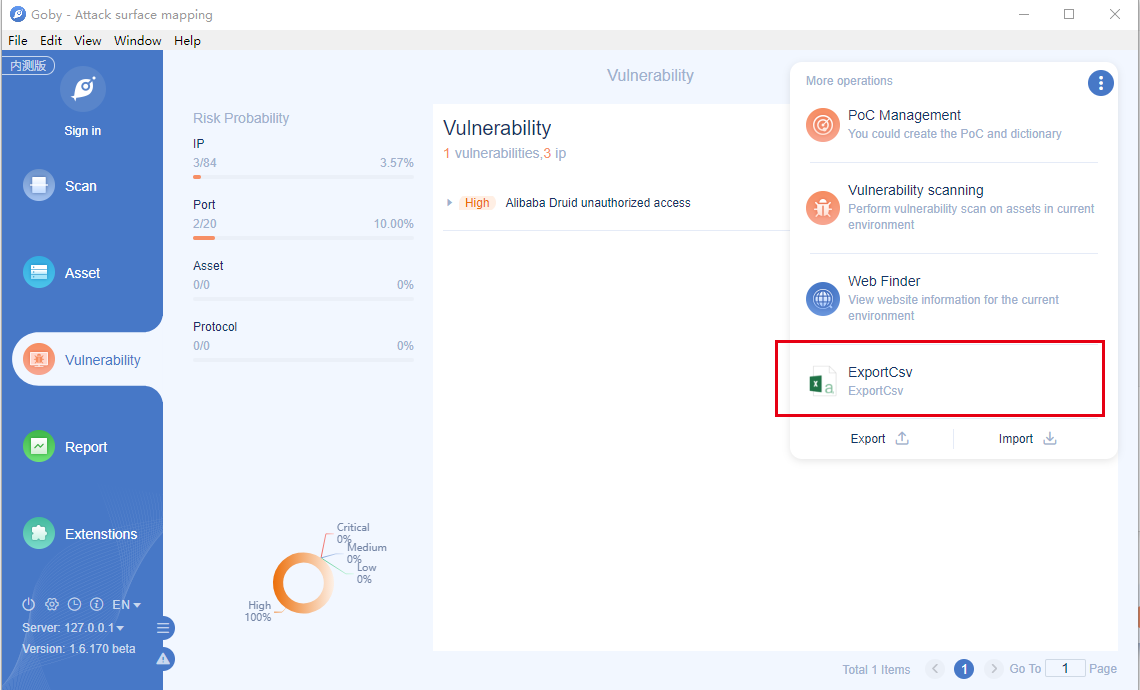 Goby - Attack surface mapping
File Edit View Window Help
内测版
Sign in
Scan
Asset
Vulnerability
Report
Extenstions
EN
Server: 127.0.0.1
Version: 1.6.170 beta
Vulnerability
Risk Probability
IP
3/84 3.57%
Port
2/20 10.00%
Asset
0/0 0%
Protocol
0/0 0%
Critical
0%
Medium
0%
Low
0%
High
100%
Vulnerability
1 vulnerabilities,3 ip
High Alibaba Druid unauthorized access
More operations
PoC Management
You could create the PoC and dictionary
Vulnerability scanning
Perform vulnerability scan on assets in current
environment
Web Finder
View website information for the current
environment
X a
ExportCsv
ExportCsv
Export Import
Total 1 Items 1 Go To 1 Page